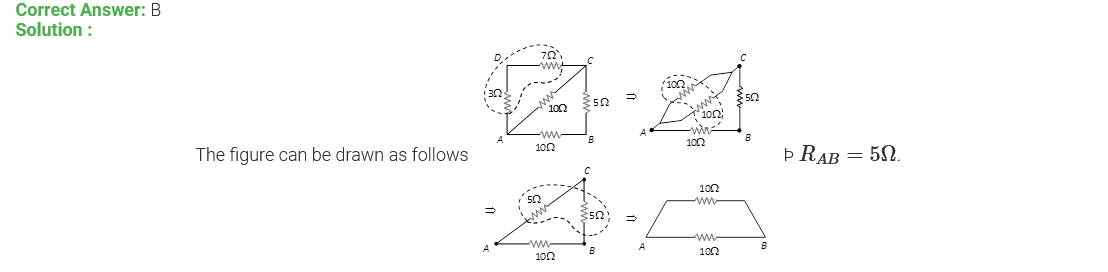 Correct Answer: B
Solution :
D 7Ω C
3Ω
10Ω
5Ω
A
10Ω
B
⇒
C
10Ω
10Ω
5Ω
A
10Ω
B
The figure can be drawn as follows
Þ R_AB = 5Ω.
⇒
C
5Ω
5Ω
A
10Ω
B
⇒
10Ω
A
10Ω
B